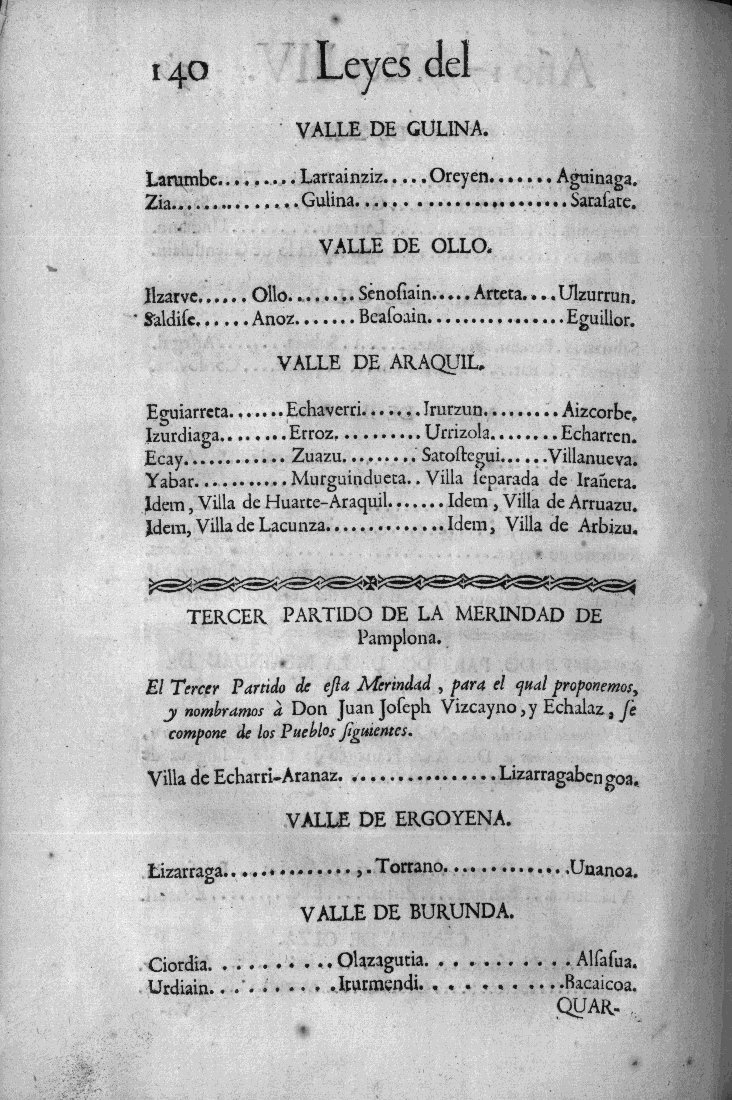 140 Leyes del
VALLE DE GULINA.
Larumbe......... Larrainziz..... Oreyen....... Aguinaga.
Zia............... Gulina.... ....................... Saraſate.
VALLE DE OLLO.
Ilzarve...... Ollo........ Senoſiain..... Arteta.... Ulzurrun.
Saldiſe...... Anoz....... Beaſoain................ Eguillor.
VALLE DE ARAQUIL.
Eguiarreta....... Echaverri....... Irurzun......... Aizcorbe.
Izurdiaga........ Erroz.......... Urrizola........ Echarren.
Ecay............ Zuazu......... Satoſtegui...... Villanueva.
Yabar........... Murguindueta.. Villa ſeparada de Irañeta.
Idem, Villa de Huarte-Araquil....... Idem, Villa de Arruazu.
Idem, Villa de Lacunza.............. Idem, Villa de Arbizu.
TERCER PARTIDO DE LA MERINDAD DE
Pamplona.
El Tercer Partido de eſta Merindad, para el qual proponemos,
y nombramos à Don Juan Joſeph Vizcayno, y Echalaz, ſe
compone de los Pueblos ſiguientes.
Villa de Echarri-Aranaz. ................ Lizarragabengoa.
VALLE DE ERGOYENA.
Lizarraga..............,. Torrano.............. Unanoa.
VALLE DE BURUNDA.
Ciordia. . . . . . . . . . Olazagutia. . . . . . . . . . . Alſaſua.
Urdiain. . . . . . . . . . Iturmendi. . . . . . . . . . .. Bacaicoa.
QUAR-